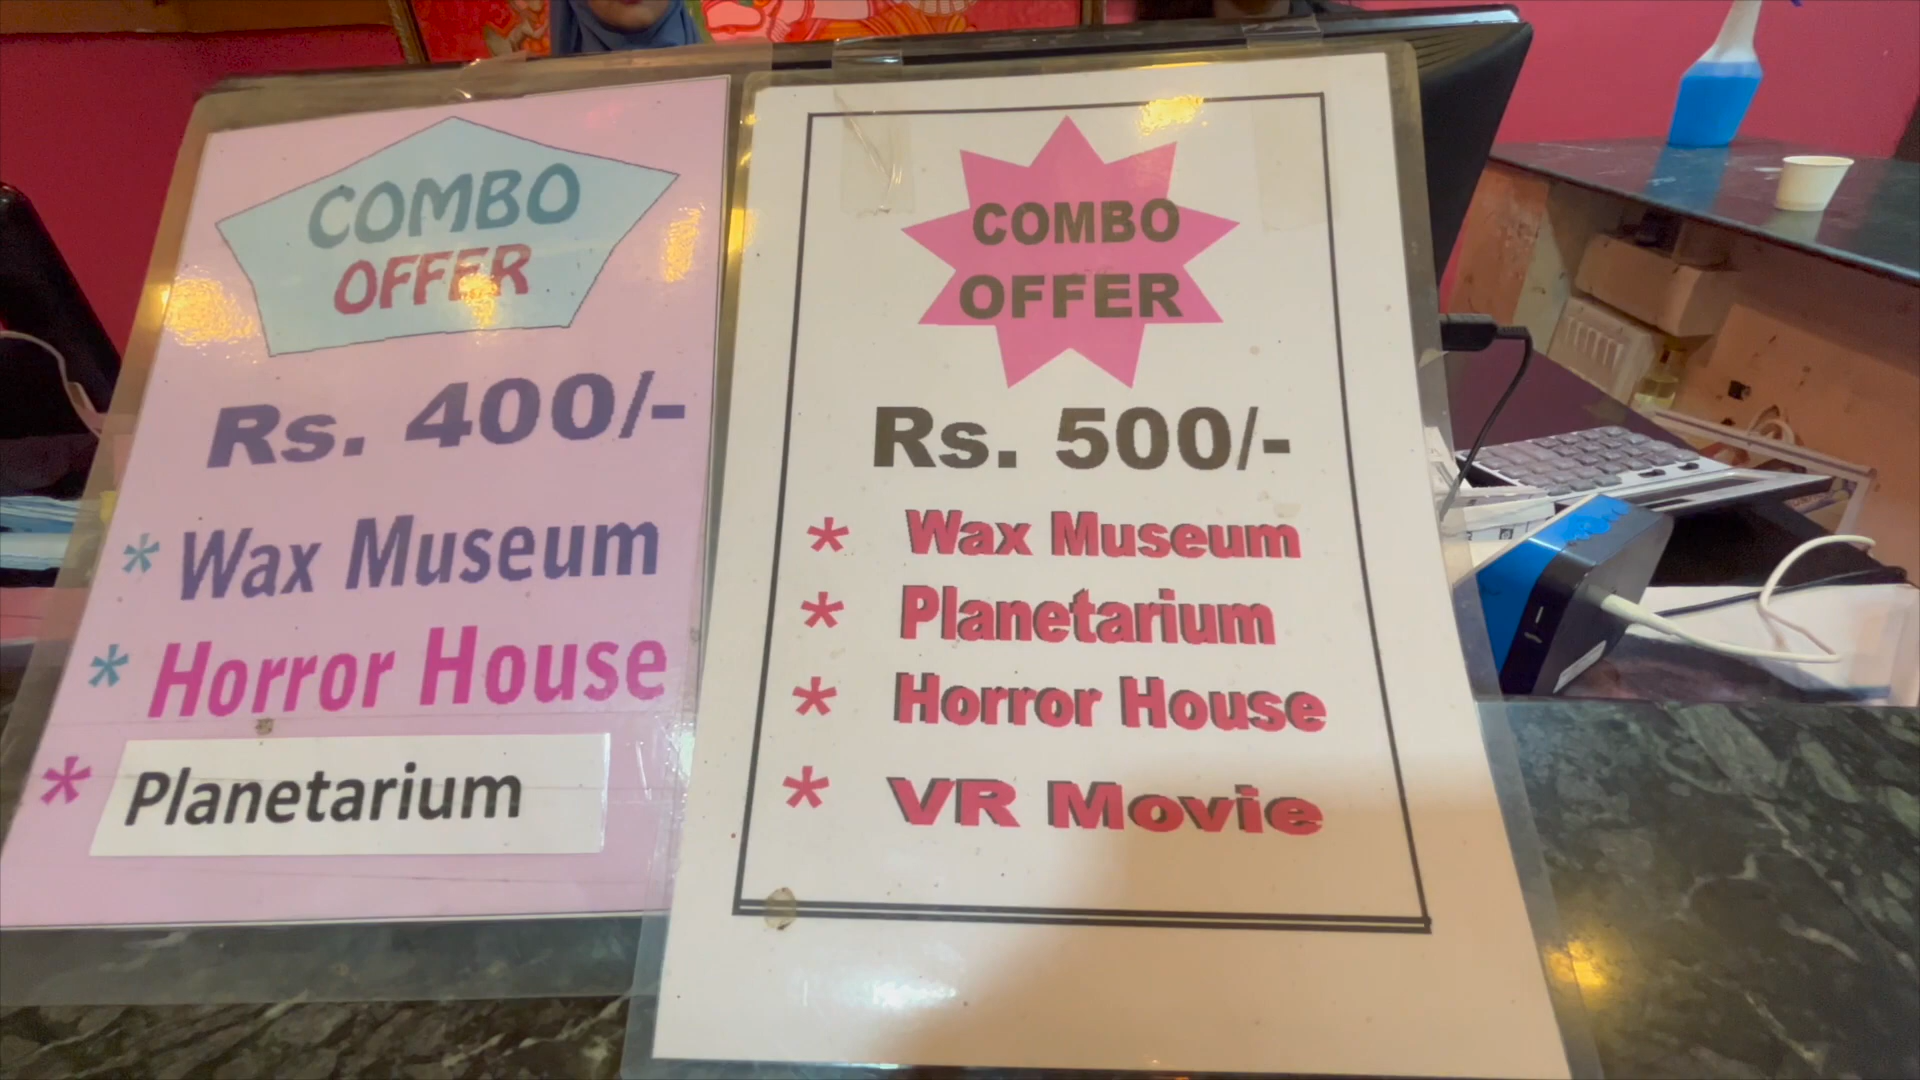 COMBO
OFFER
Rs. 400/-
* Wax Museum
* Horror House
* Planetarium
COMBO
OFFER
Rs. 500/-
* Wax Museum
* Planetarium
* Horror House
* VR Movie